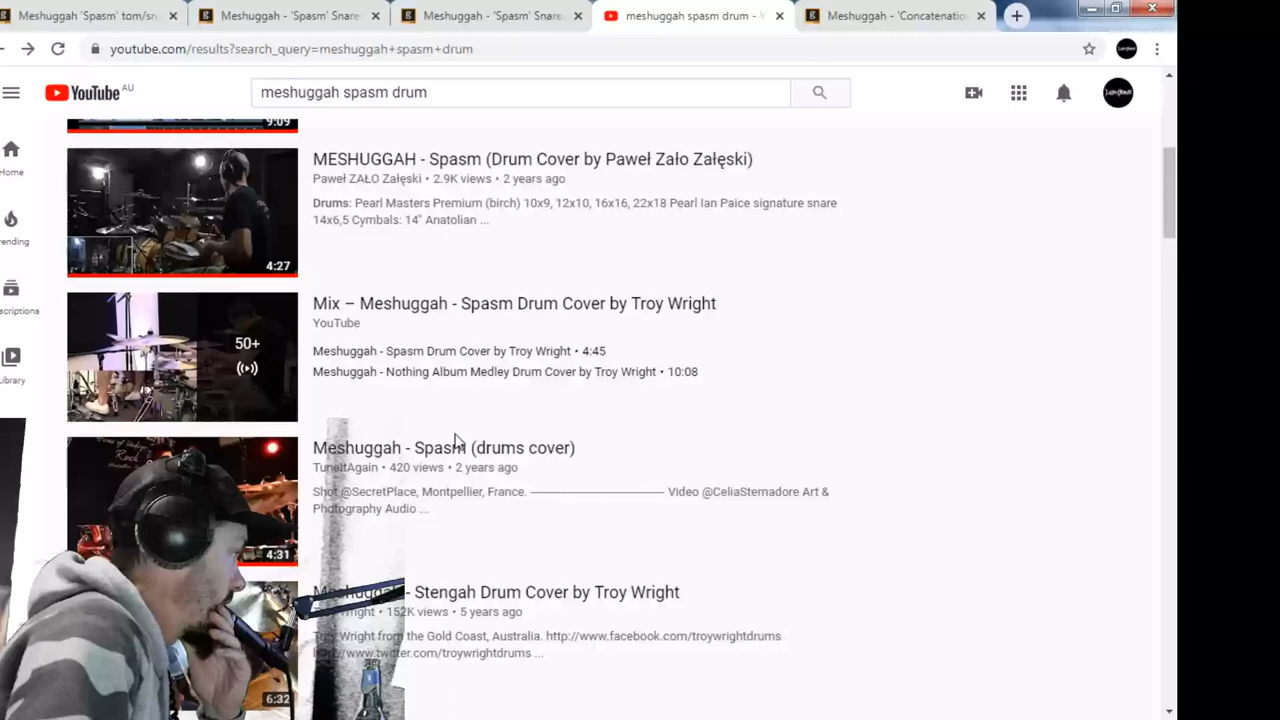 Meshuggah 'Spasm' tom/sn
Meshuggah - 'Spasm' Snare
Meshuggah - 'Spasm' Snare
meshuggah spasm drum - Y
Meshuggah - 'Concatenatio
youtube.com/results?search_query=meshuggah+spasm+drum
YouTube AU
meshuggah spasm drum
Home
ending
scriptions
ibrary
9:09
MESHUGGAH - Spasm (Drum Cover by Paweł Zało Załęski)
Paweł ZAŁO Załęski • 2.9K views • 2 years ago
Drums: Pearl Masters Premium (birch) 10x9, 12x10, 16x16, 22x18 Pearl Ian Paice signature snare
14x6,5 Cymbals: 14" Anatolian ...
4:27
Mix – Meshuggah - Spasm Drum Cover by Troy Wright
YouTube
50+
Meshuggah - Spasm Drum Cover by Troy Wright • 4:45
Meshuggah - Nothing Album Medley Drum Cover by Troy Wright • 10:08
Meshuggah - Spasm (drums cover)
TuneItAgain • 420 views • 2 years ago
Shot @SecretPlace, Montpellier, France. ---------------------------------------- Video @CeliaSternadore Art &
Photography Audio ...
4:31
- Stengah Drum Cover by Troy Wright
Wright • 152K views • 5 years ago
Wright from the Gold Coast, Australia. http://www.facebook.com/troywrightdrums
www.twitter.com/troywrightdrums ...
6:32